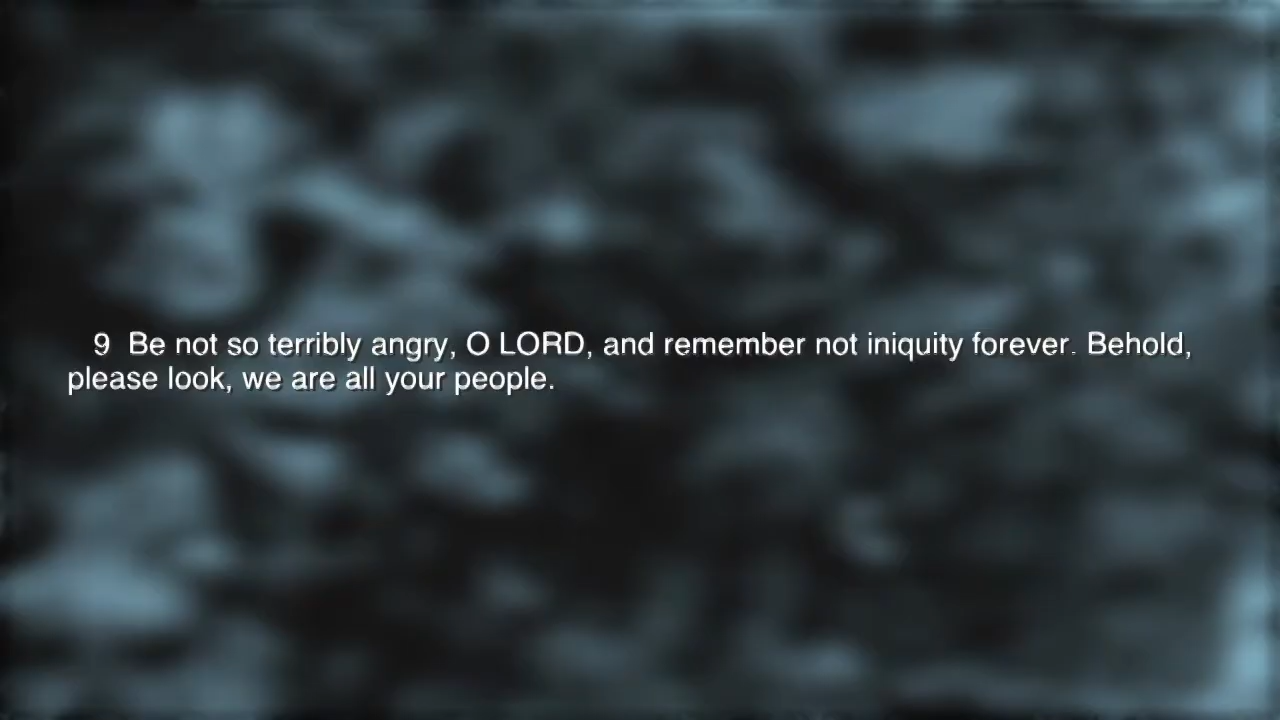 9 Be not so terribly angry, O LORD, and remember not iniquity forever. Behold,
please look, we are all your people.